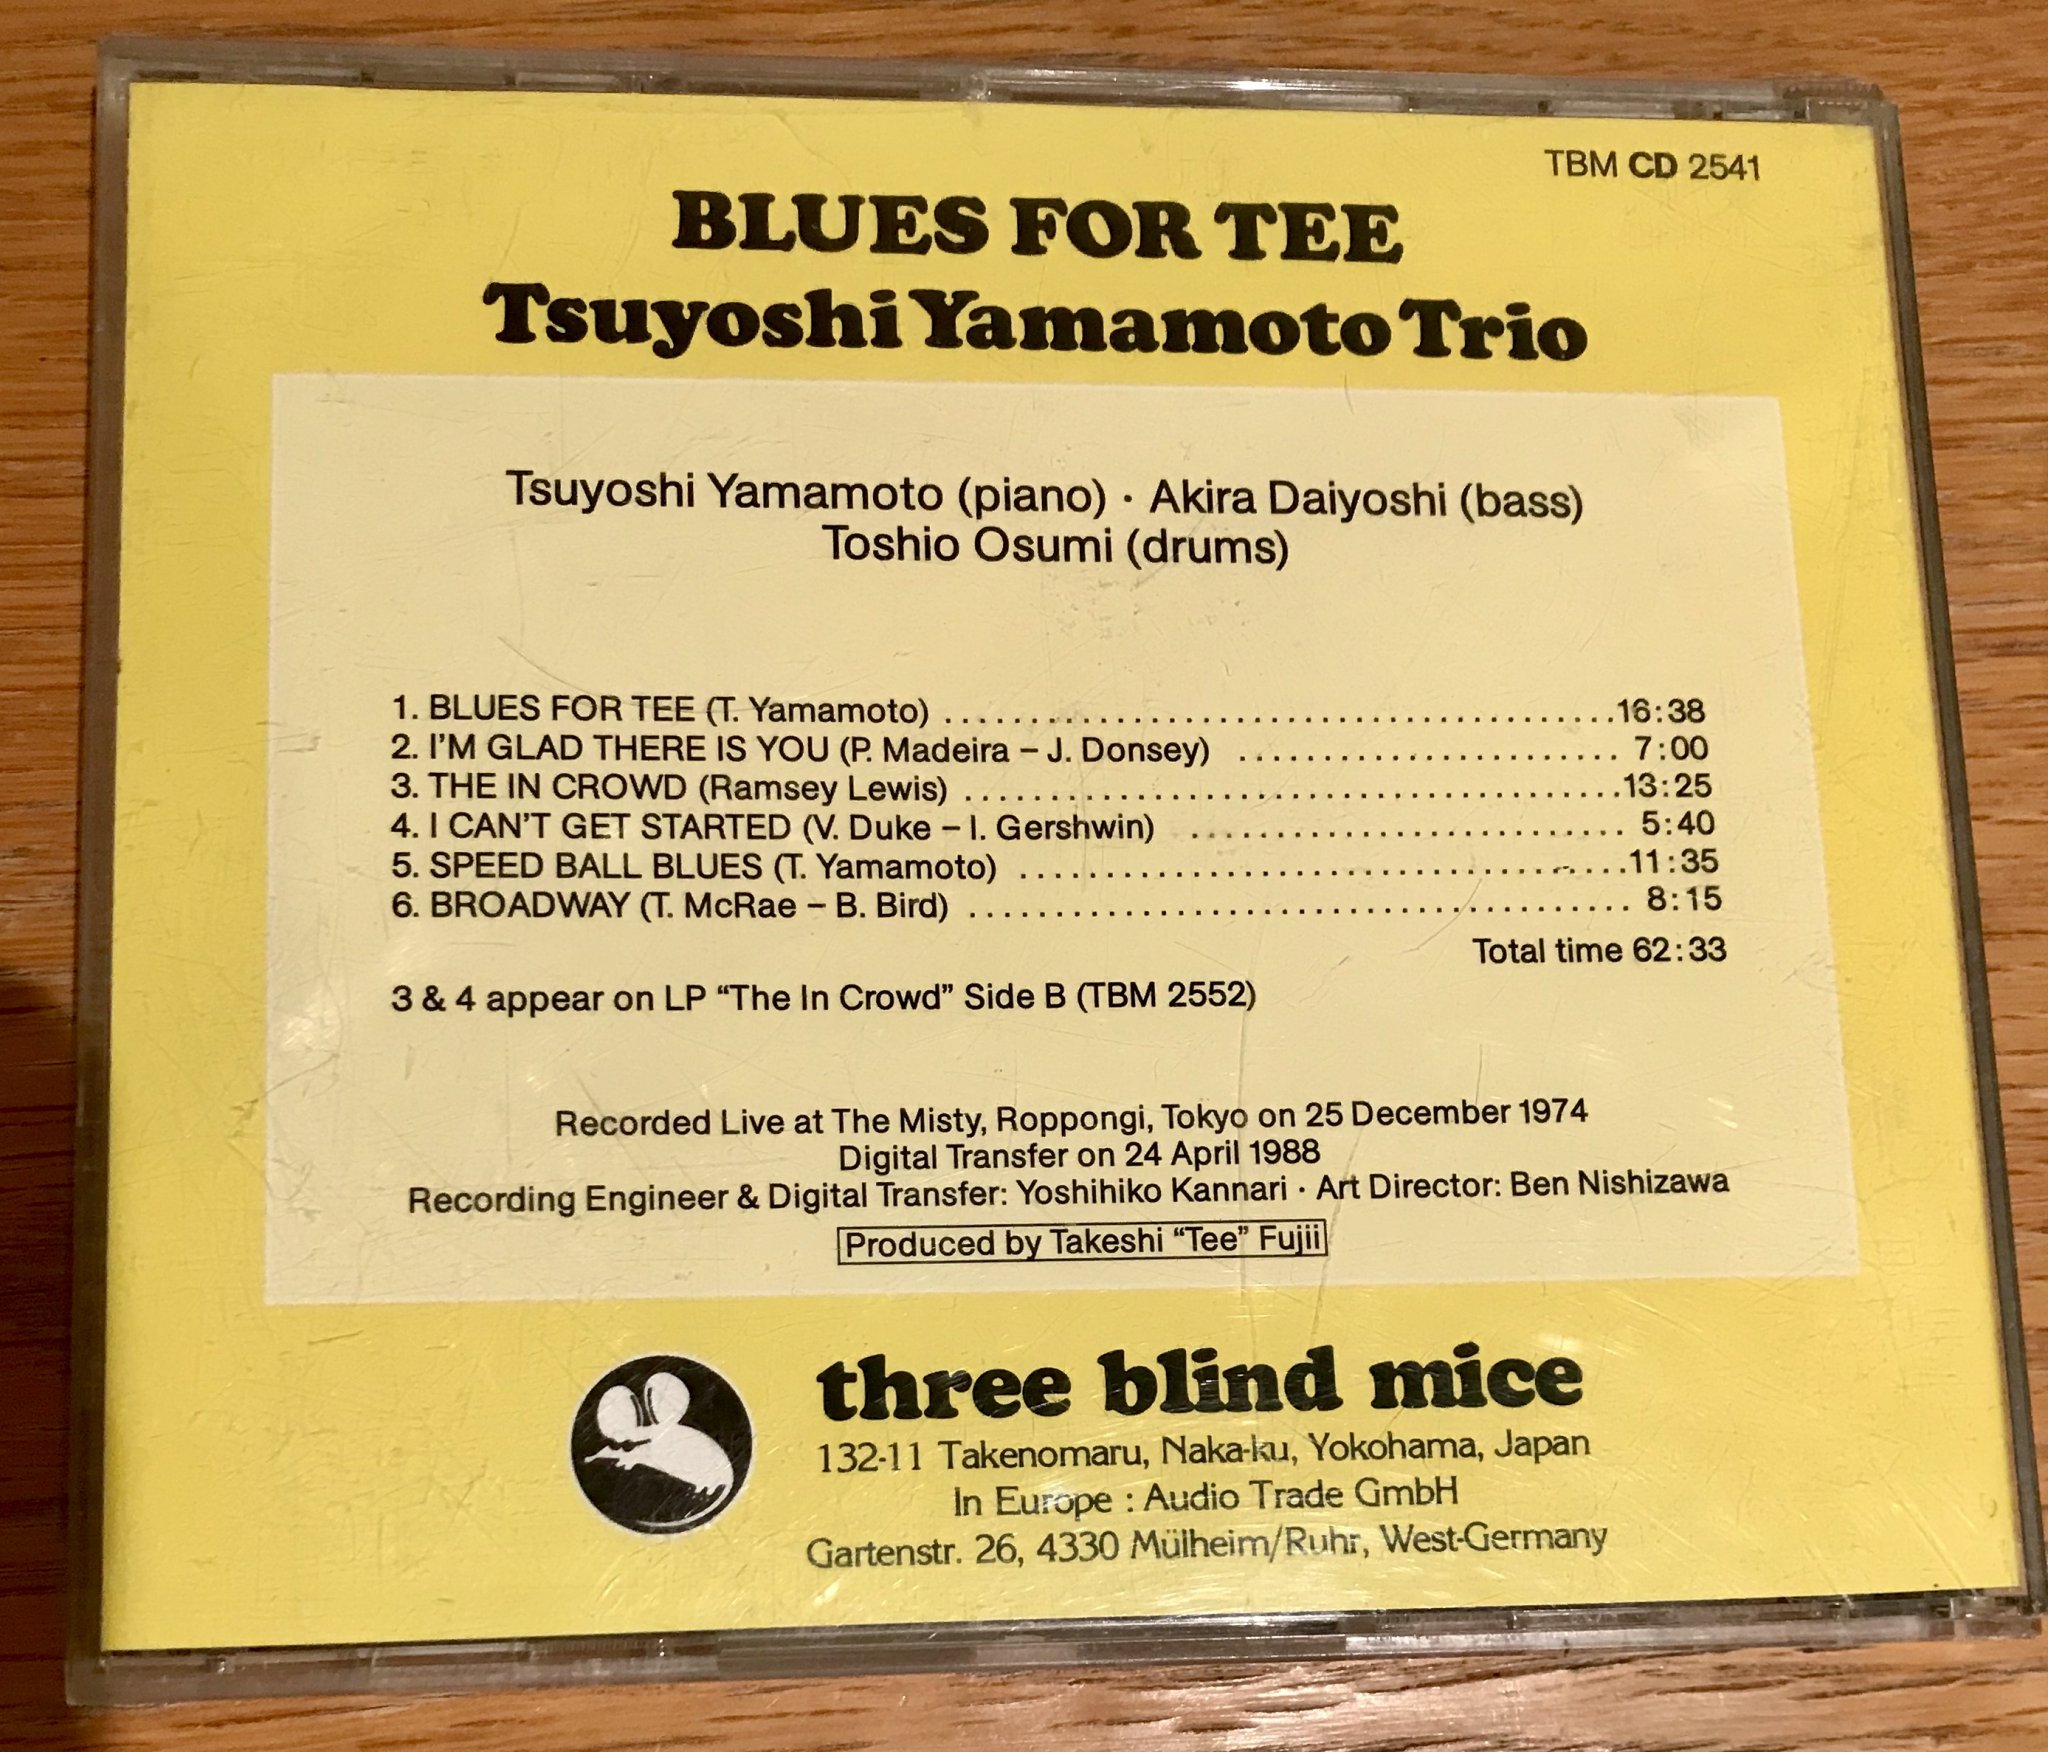 TBM CD 2541
BLUES FOR TEE
Tsuyoshi Yamamoto Trio
Tsuyoshi Yamamoto (piano) · Akira Daiyoshi (bass)
Toshio Osumi (drums)
1. BLUES FOR TEE (T. Yamamoto) ........................................16:38
2. I'M GLAD THERE IS YOU (P. Madeira – J. Donsey) ....................... 7:00
3. THE IN CROWD (Ramsey Lewis) .......................................13:25
4. I CAN'T GET STARTED (V. Duke – I. Gershwin) .......................... 5:40
5. SPEED BALL BLUES (T. Yamamoto) ....................................11:35
6. BROADWAY (T. McRae – B. Bird) ....................................... 8:15
Total time 62:33
3 & 4 appear on LP “The In Crowd” Side B (TBM 2552)
Recorded Live at The Misty, Roppongi, Tokyo on 25 December 1974
Digital Transfer on 24 April 1988
Recording Engineer & Digital Transfer: Yoshihiko Kannari · Art Director: Ben Nishizawa
Produced by Takeshi “Tee” Fujii
three blind mice
132-11 Takenomaru, Naka-ku, Yokohama, Japan
In Europe : Audio Trade GmbH
Gartenstr. 26, 4330 Mülheim/Ruhr, West-Germany